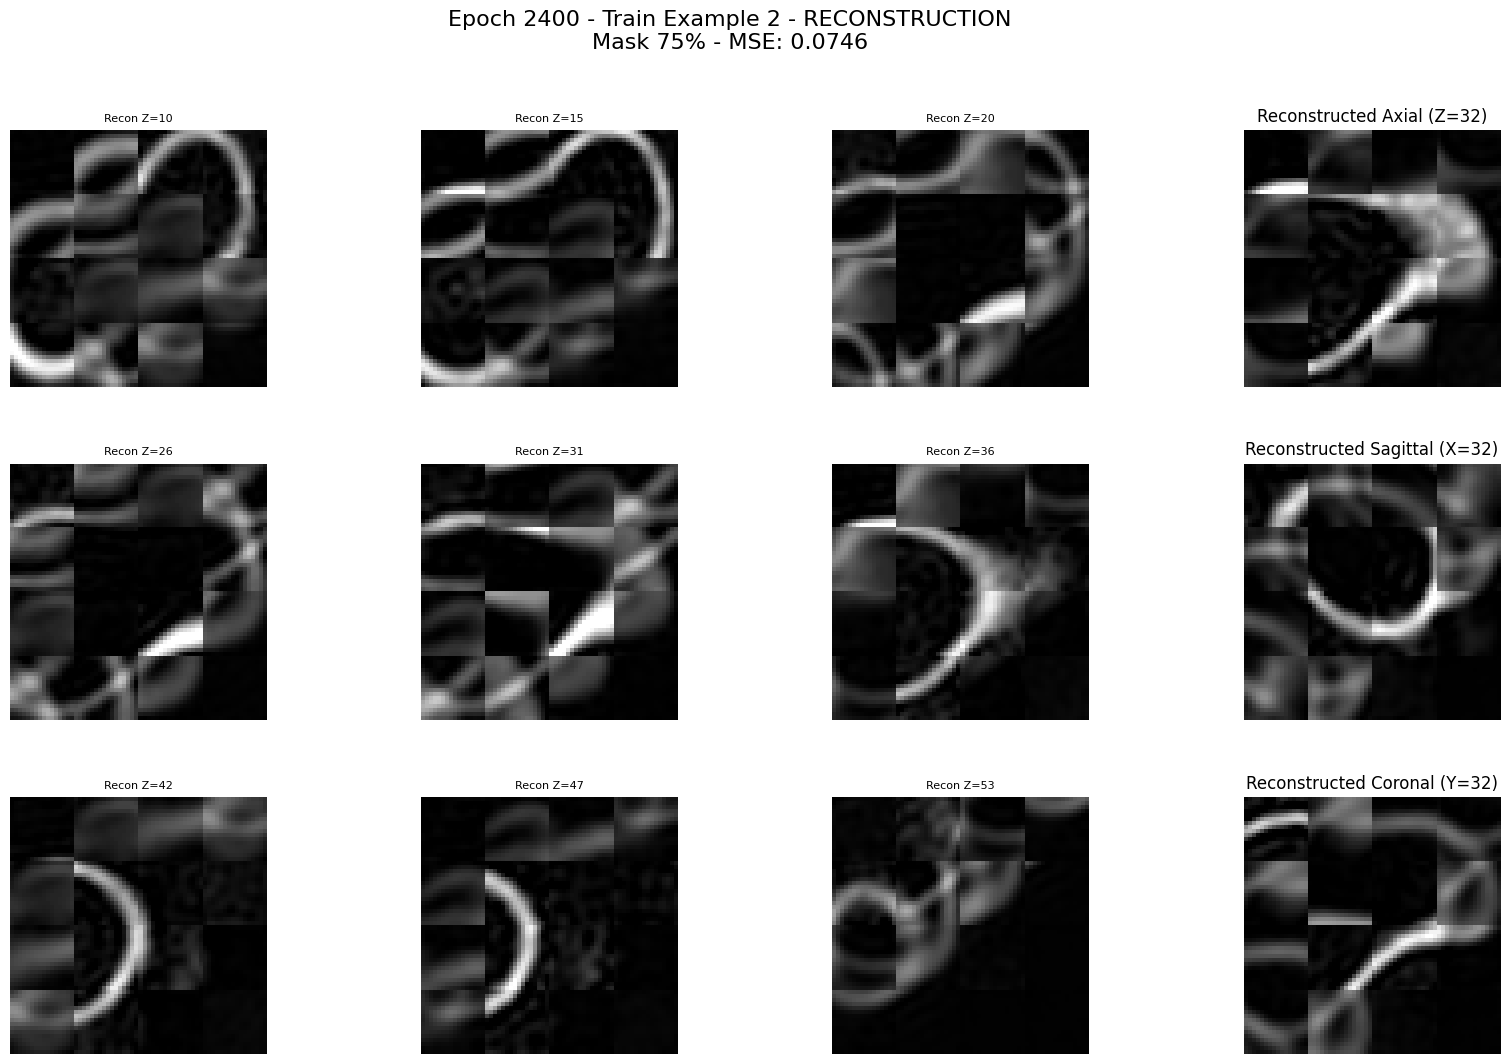 Epoch 2400 - Train Example 2 - RECONSTRUCTION
Mask 75% - MSE: 0.0746
Recon Z=10
Recon Z=15
Recon Z=20
Reconstructed Axial (Z=32)
Recon Z=26
Recon Z=31
Recon Z=36
Reconstructed Sagittal (X=32)
Recon Z=42
Recon Z=47
Recon Z=53
Reconstructed Coronal (Y=32)